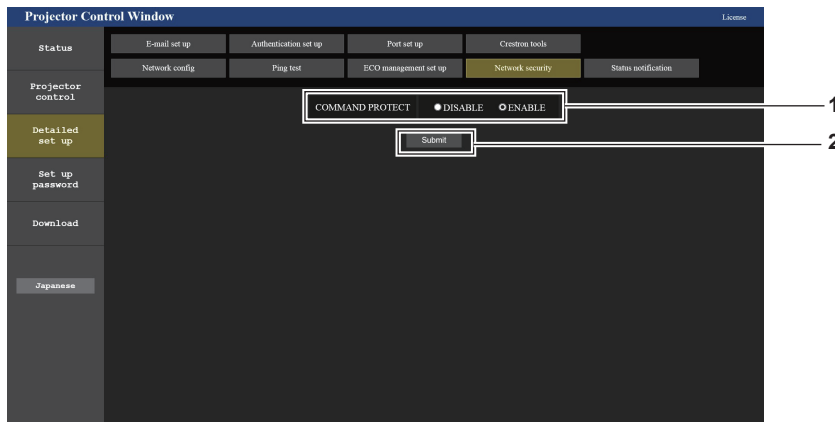 Projector Control Window License
Status
E-mail set up Authentication set up Port set up Crestron tools
Network config Ping test ECO management set up Network security Status notification
Projector
control
COMMAND PROTECT DISABLE ENABLE 1
Detailed
set up
Submit 2
Set up
password
Download
Japanese